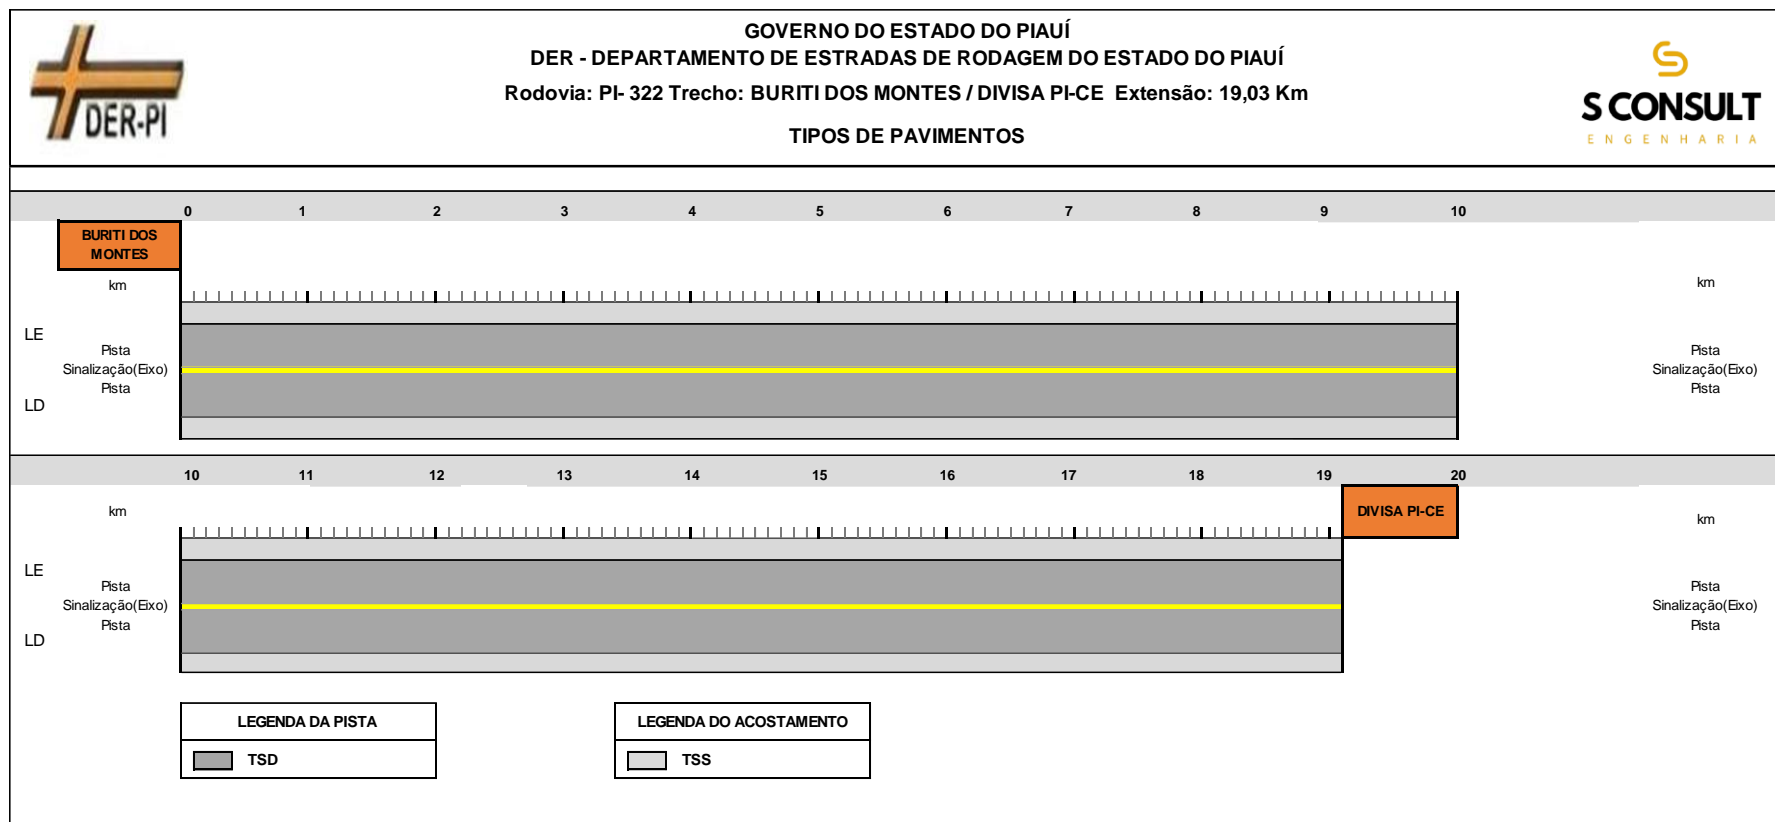 DER-PI
GOVERNO DO ESTADO DO PIAUÍ
DER - DEPARTAMENTO DE ESTRADAS DE RODAGEM DO ESTADO DO PIAUÍ
Rodovia: PI- 322 Trecho: BURITI DOS MONTES / DIVISA PI-CE Extensão: 19,03 Km
TIPOS DE PAVIMENTOS
S CONSULT
ENGENHARIA
0 1 2 3 4 5 6 7 8 9 10
BURITI DOS
MONTES
km
km
LE
Pista
Sinalização(Eixo)
Pista
LD
Pista
Sinalização(Eixo)
Pista
10 11 12 13 14 15 16 17 18 19 20
DIVISA PI-CE
km
km
LE
Pista
Sinalização(Eixo)
Pista
LD
Pista
Sinalização(Eixo)
Pista
LEGENDA DA PISTA
TSD
LEGENDA DO ACOSTAMENTO
TSS